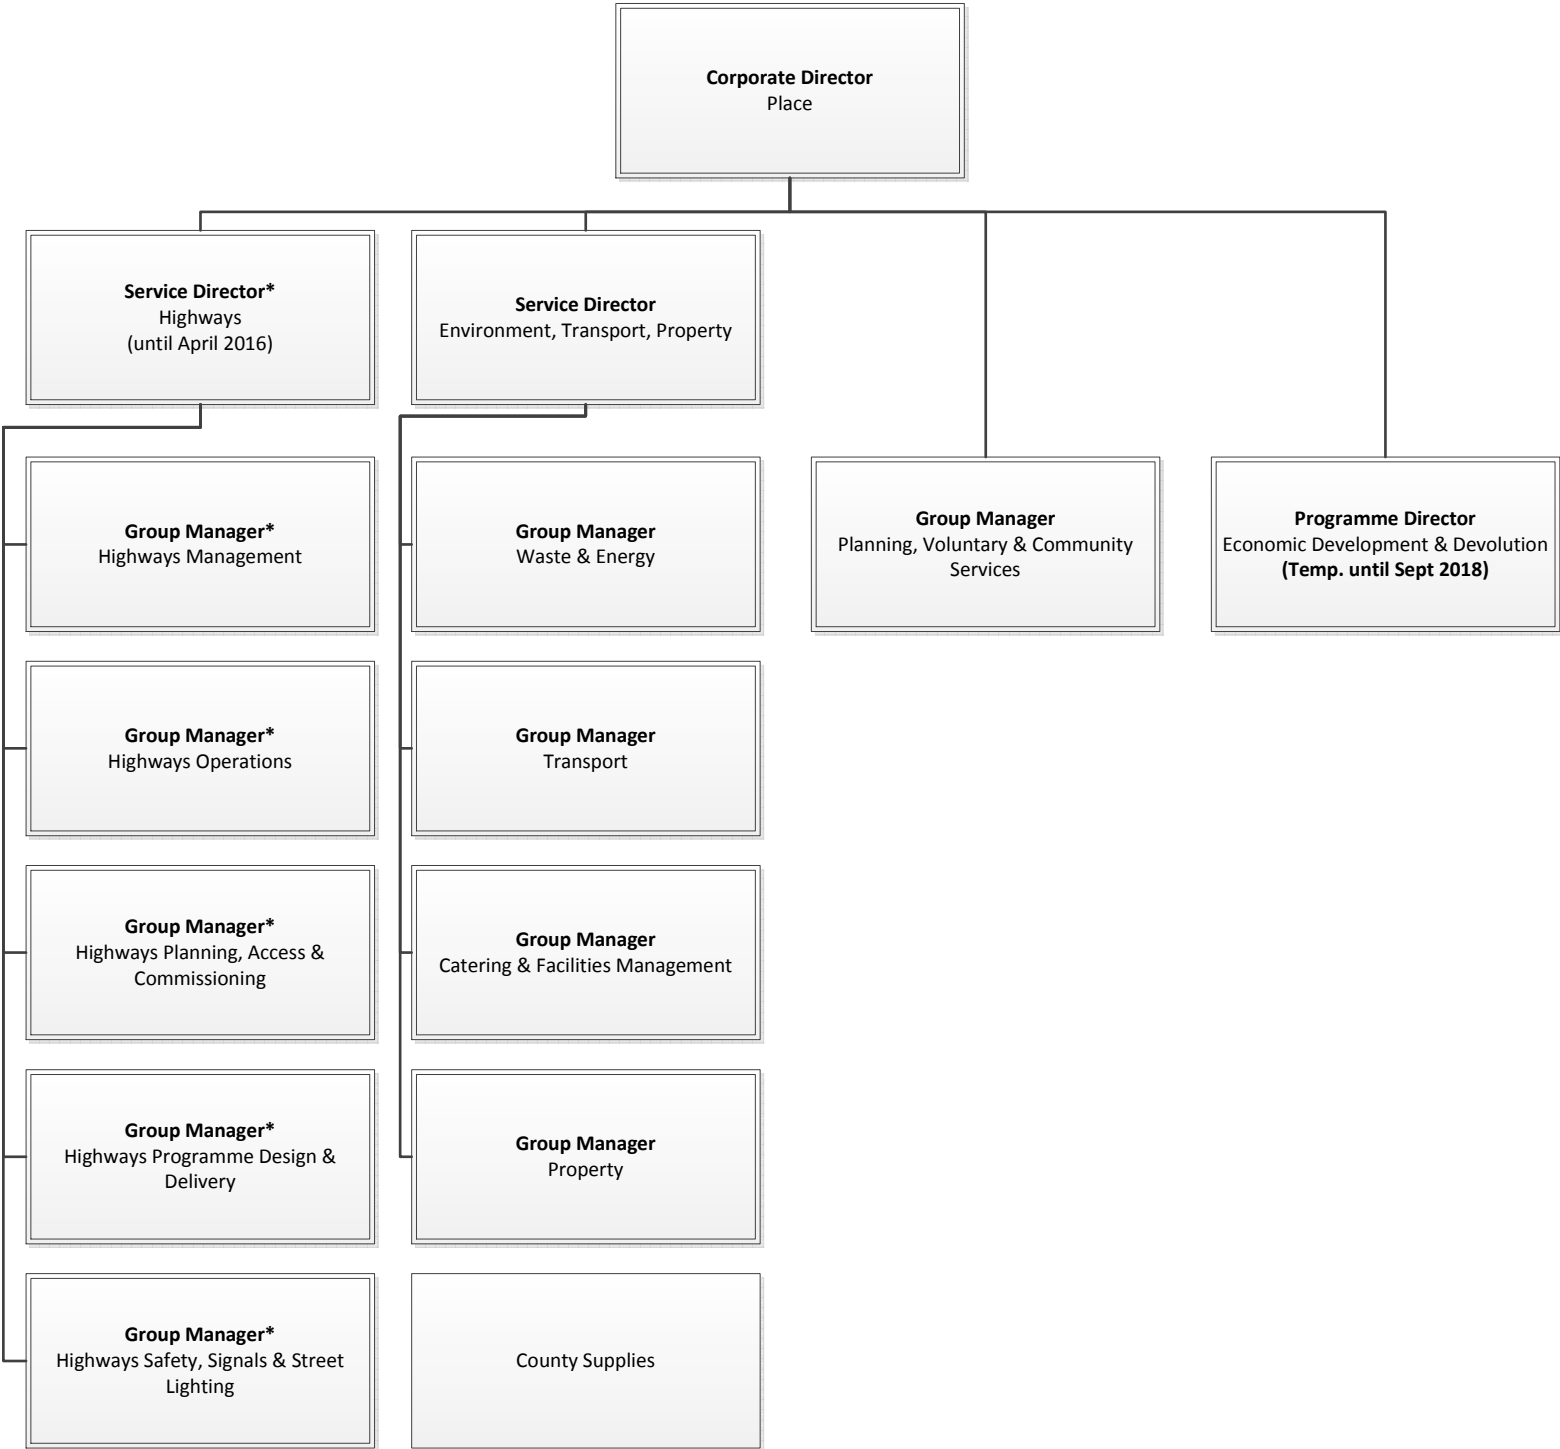 Corporate Director
Place
Service Director*
Highways
(until April 2016)
Service Director
Environment, Transport, Property
Group Manager*
Highways Management
Group Manager
Waste & Energy
Group Manager
Planning, Voluntary & Community
Services
Programme Director
Economic Development & Devolution
(Temp. until Sept 2018)
Group Manager*
Highways Operations
Group Manager
Transport
Group Manager*
Highways Planning, Access &
Commissioning
Group Manager
Catering & Facilities Management
Group Manager*
Highways Programme Design &
Delivery
Group Manager
Property
Group Manager*
Highways Safety, Signals & Street
Lighting
County Supplies